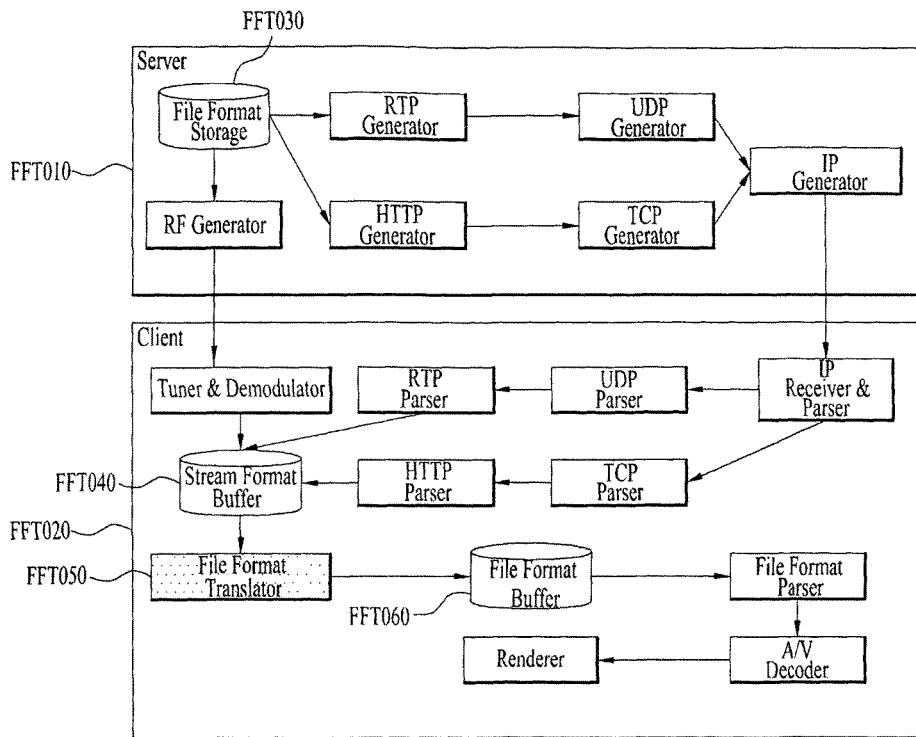 FFT030
Server
File Format
Storage
RTP
Generator
UDP
Generator
FFT010
IP
Generator
RF Generator
HTTP
Generator
TCP
Generator
Client
Tuner & Demodulator
RTP
Parser
UDP
Parser
IP
Receiver &
Parser
FFT040
Stream Format
Buffer
HTTP
Parser
TCP
Parser
FFT020
FFT050
File Format
Translator
File Format
Buffer
FFT060
File Format
Parser
Renderer
A/V
Decoder